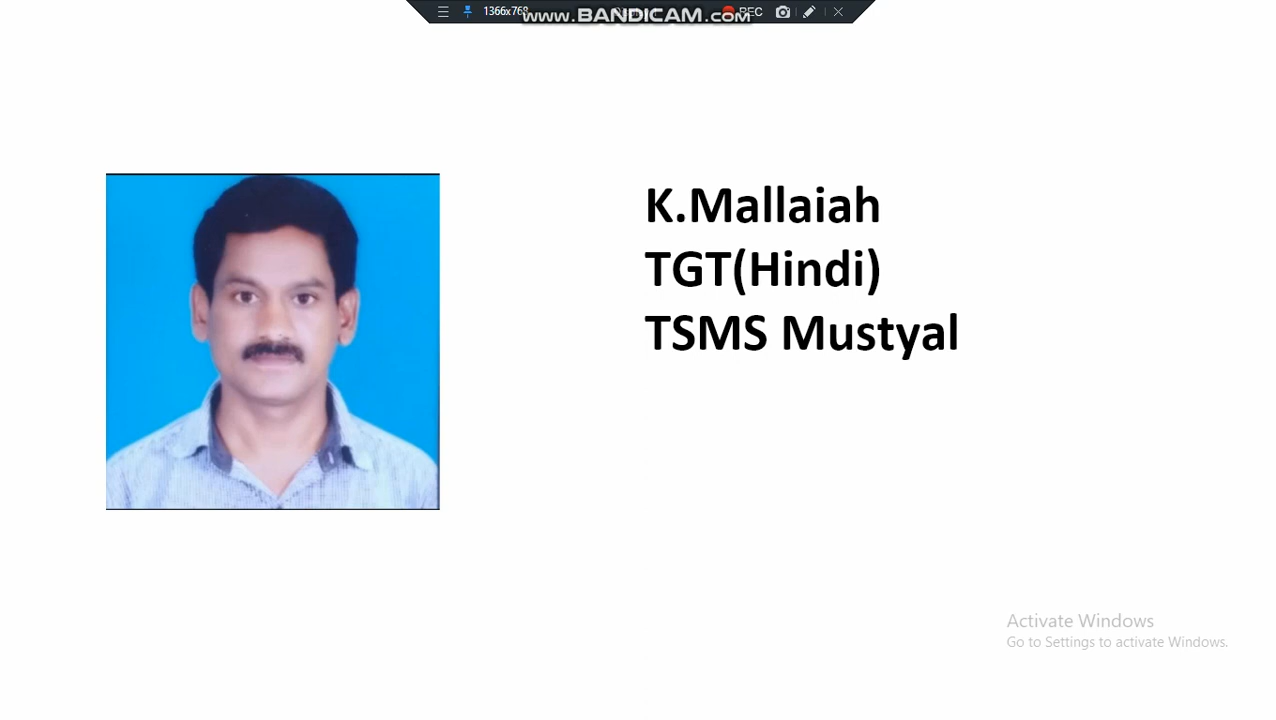 1366x768
www.BANDICAM.com
REC
K.Mallaiah
TGT(Hindi)
TSMS Mustyal
Activate Windows
Go to Settings to activate Windows.